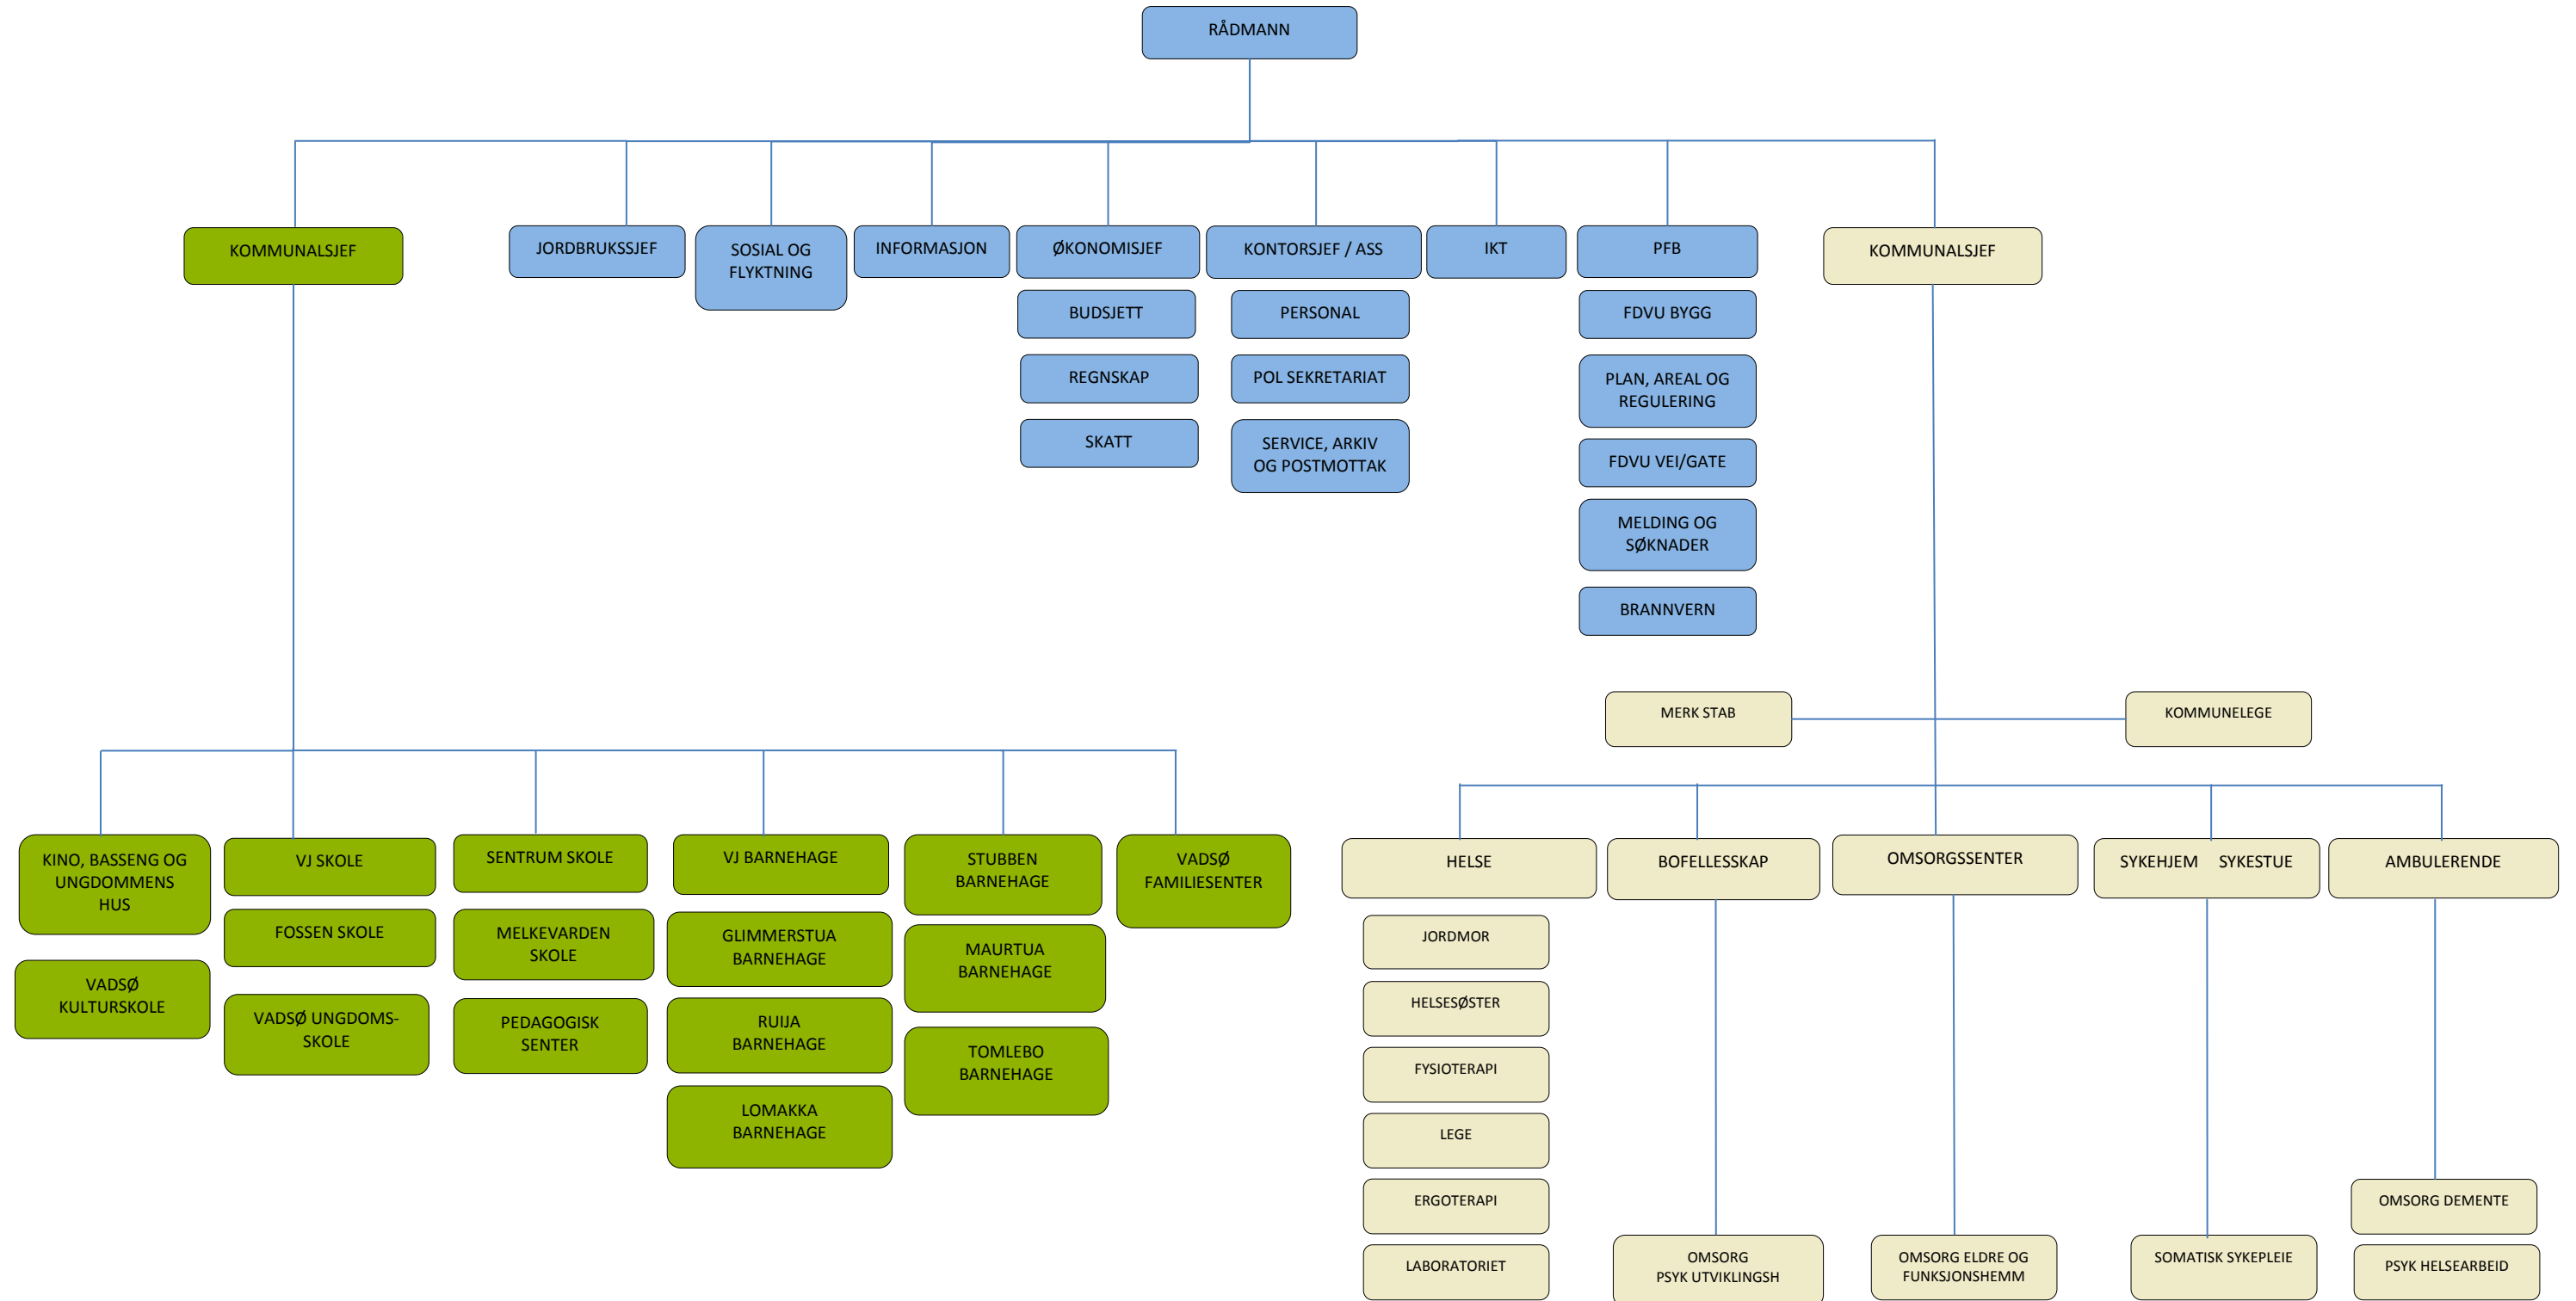 RÅDMANN
KOMMUNALSJEF
JORDBRUKSSJEF
SOSIAL OG
FLYKTNING
INFORMASJON
ØKONOMISJEF
KONTORSJEF / ASS
IKT
PFB
KOMMUNALSJEF
BUDSJETT
REGNSKAP
SKATT
PERSONAL
POL SEKRETARIAT
SERVICE, ARKIV
OG POSTMOTTAK
FDVU BYGG
PLAN, AREAL OG
REGULERING
FDVU VEI/GATE
MELDING OG
SØKNADER
BRANNVERN
MERK STAB
KOMMUNELEGE
KINO, BASSENG OG
UNGDOMMENS
HUS
VADSØ
KULTURSKOLE
VJ SKOLE
FOSSEN SKOLE
VADSØ UNGDOMS-
SKOLE
SENTRUM SKOLE
MELKEVARDEN
SKOLE
PEDAGOGISK
SENTER
VJ BARNEHAGE
GLIMMERSTUA
BARNEHAGE
RUIJA
BARNEHAGE
LOMAKKA
BARNEHAGE
STUBBEN
BARNEHAGE
MAURTUA
BARNEHAGE
TOMLEBO
BARNEHAGE
VADSØ
FAMILIESENTER
HELSE
JORDMOR
HELSESØSTER
FYSIOTERAPI
LEGE
ERGOTERAPI
LABORATORIET
BOFELLESSKAP
OMSORG
PSYK UTVIKLINGSH
OMSORGSSENTER
OMSORG ELDRE OG
FUNKSJONSHEMM
SYKEHJEM SYKESTUE
SOMATISK SYKEPLEIE
AMBULERENDE
OMSORG DEMENTE
PSYK HELSEARBEID